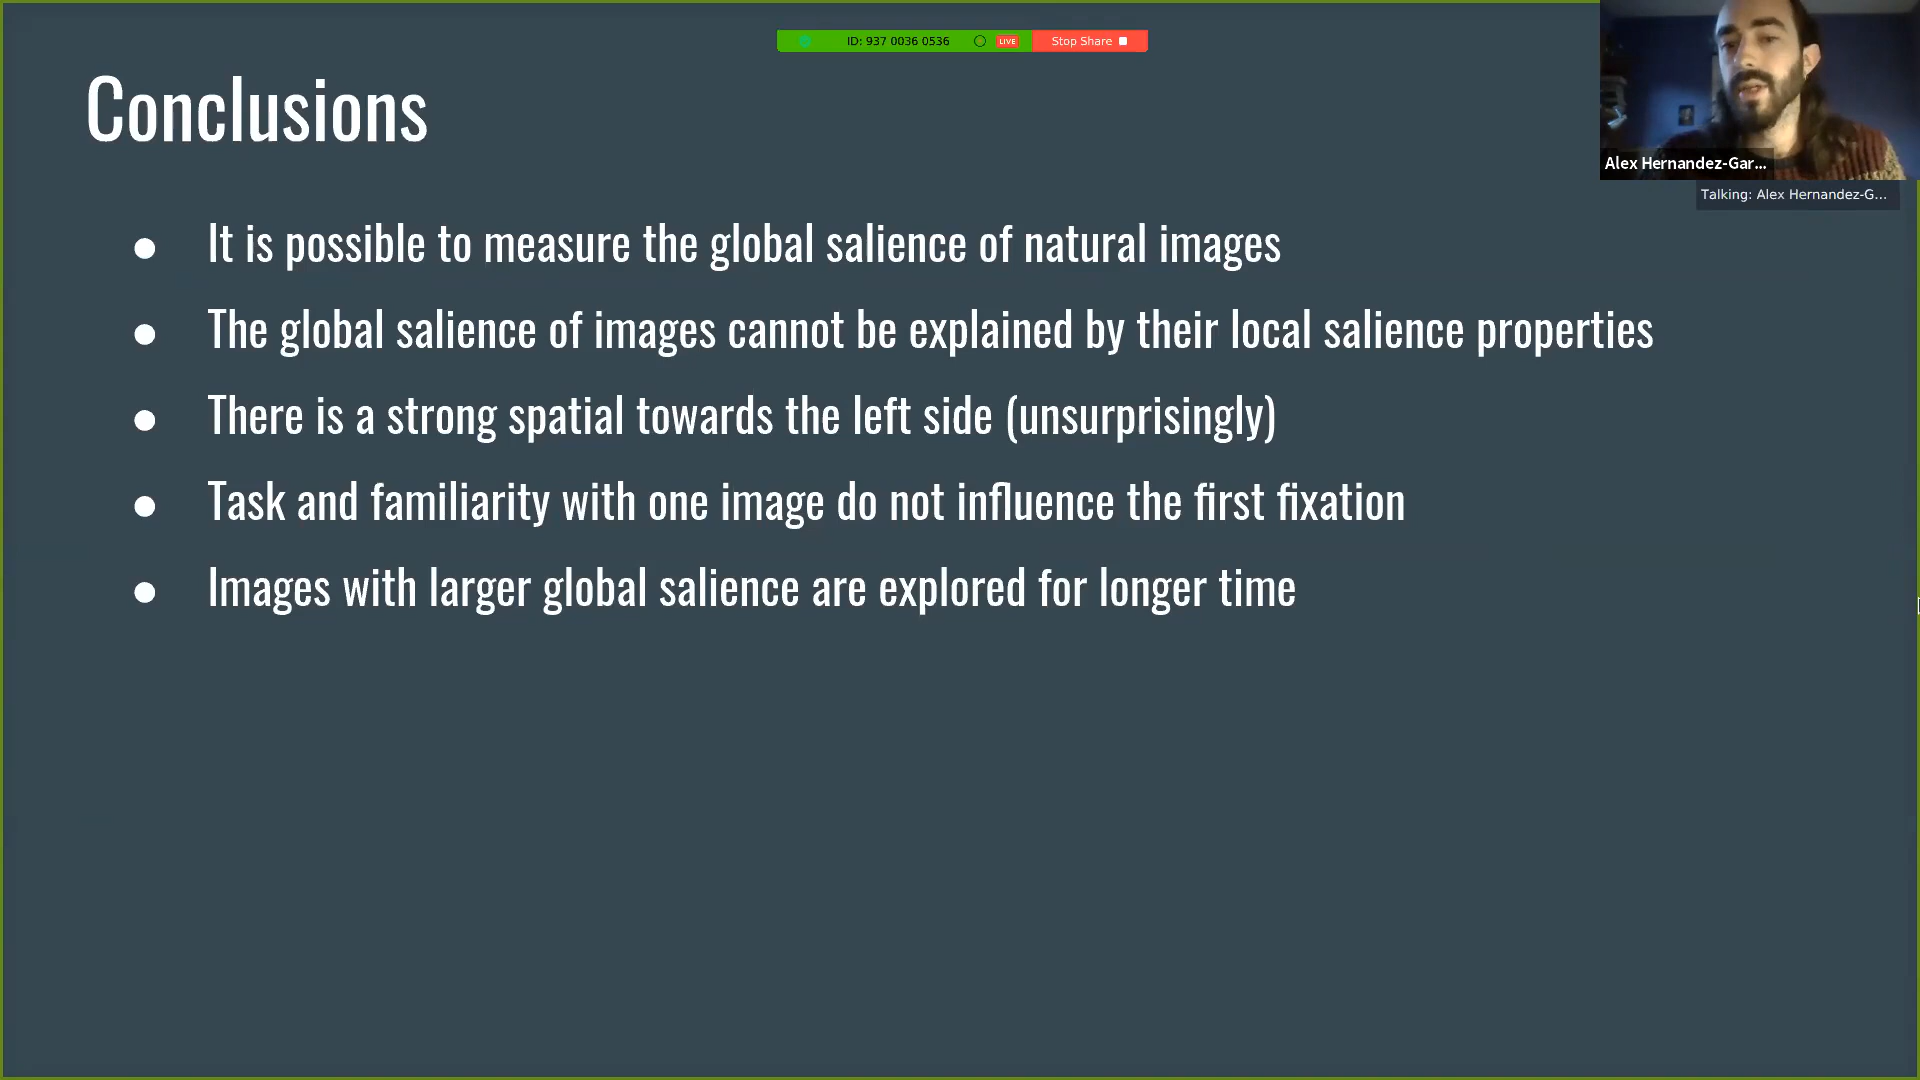 ID: 937 0036 0536 LIVE Stop Share
Conclusions
Alex Hernandez-Gar...
Talking: Alex Hernandez-G...
It is possible to measure the global salience of natural images
The global salience of images cannot be explained by their local salience properties
There is a strong spatial towards the left side (unsurprisingly)
Task and familiarity with one image do not influence the first fixation
Images with larger global salience are explored for longer time